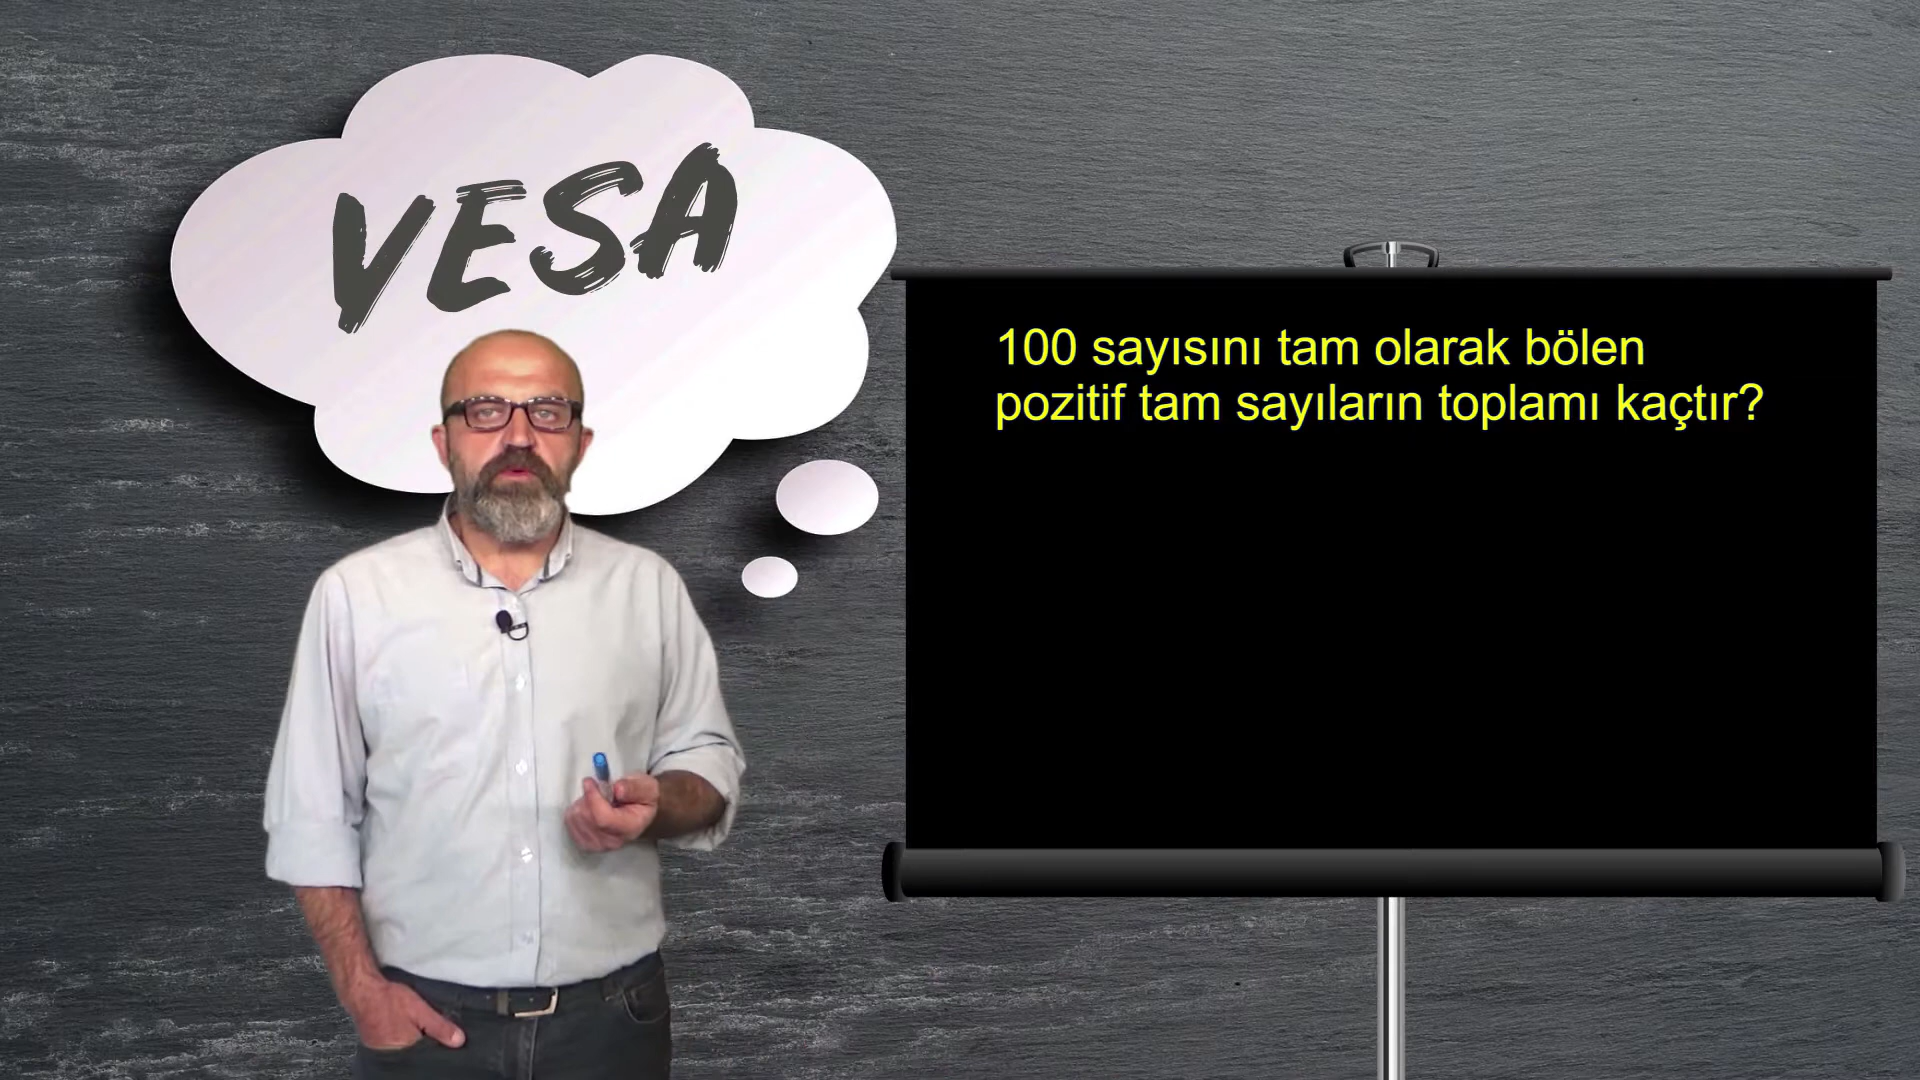 VESA
100 sayısını tam olarak bölen
pozitif tam sayıların toplamı kaçtır?